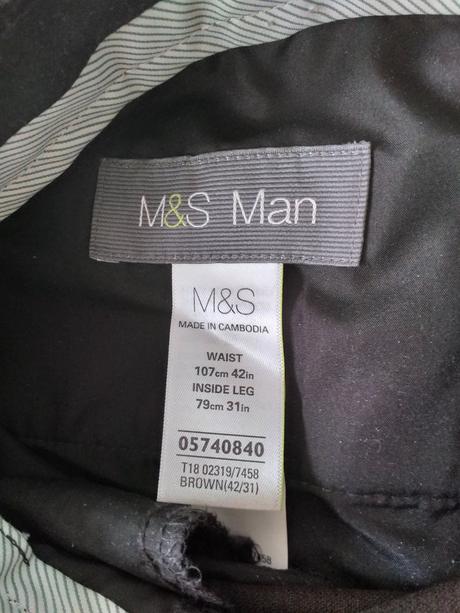 M&S Man
M&S
MADE IN CAMBODIA
WAIST
107cm 42in
INSIDE LEG
79cm 31in
05740840
T18 02319/7458
BROWN(42/31)